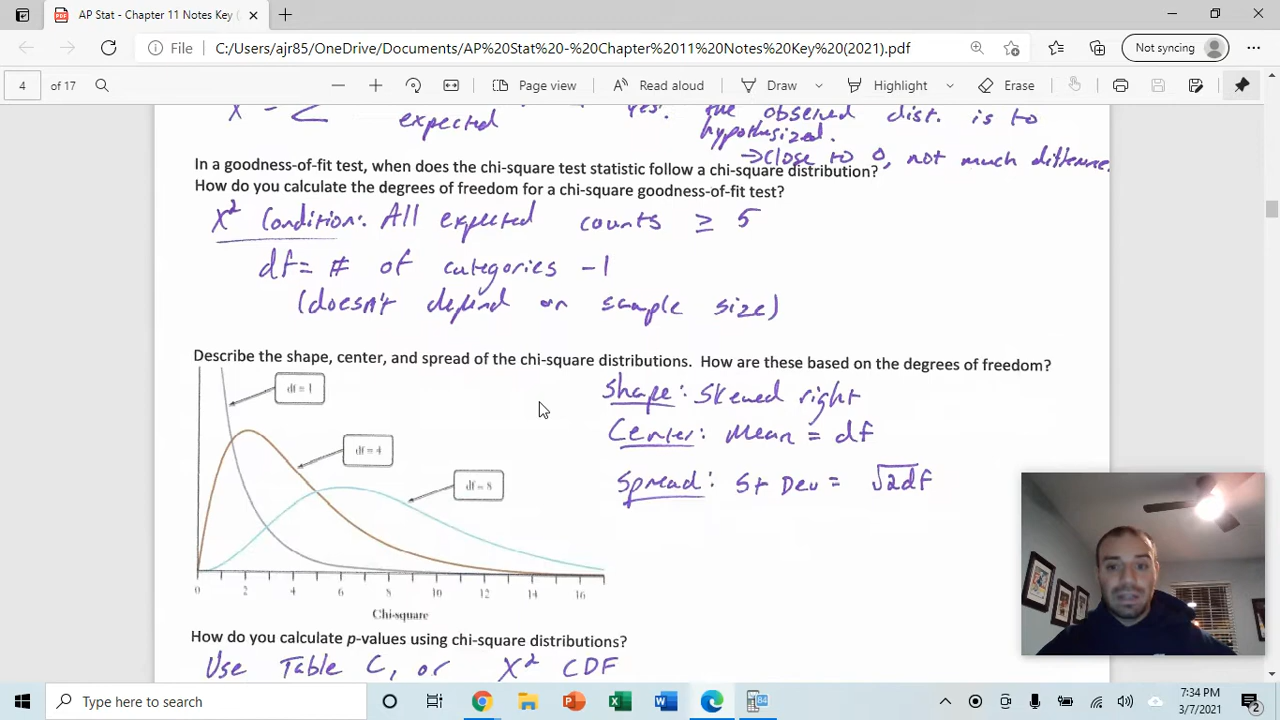 AP Stat - Chapter 11 Notes Key (
File
C:/Users/ajr85/OneDrive/Documents/AP%20Stat%20-%20Chapter%2011%20Notes%20Key%20(2021).pdf
Not syncing
4 of 17
Page view
Read aloud
Draw
Highlight
Erase
expected
Yes. the observed dist. is to
hypothesized.
→ Close to 0, not much difference.
In a goodness-of-fit test, when does the chi-square test statistic follow a chi-square distribution?
How do you calculate the degrees of freedom for a chi-square goodness-of-fit test?
X² Condition: All expected counts ≥ 5
df = # of categories -1
(doesn't depend on sample size)
Describe the shape, center, and spread of the chi-square distributions. How are these based on the degrees of freedom?
df = 1
df = 4
df = 8
0 2 4 6 8 10 12 14 16
Chi-square
Shape: Skewed right
Center: Mean = df
Spread: St Dev = √2df
How do you calculate p-values using chi-square distributions?
Use Table C, or X² CDF
Type here to search
84
7:34 PM
3/7/2021
2